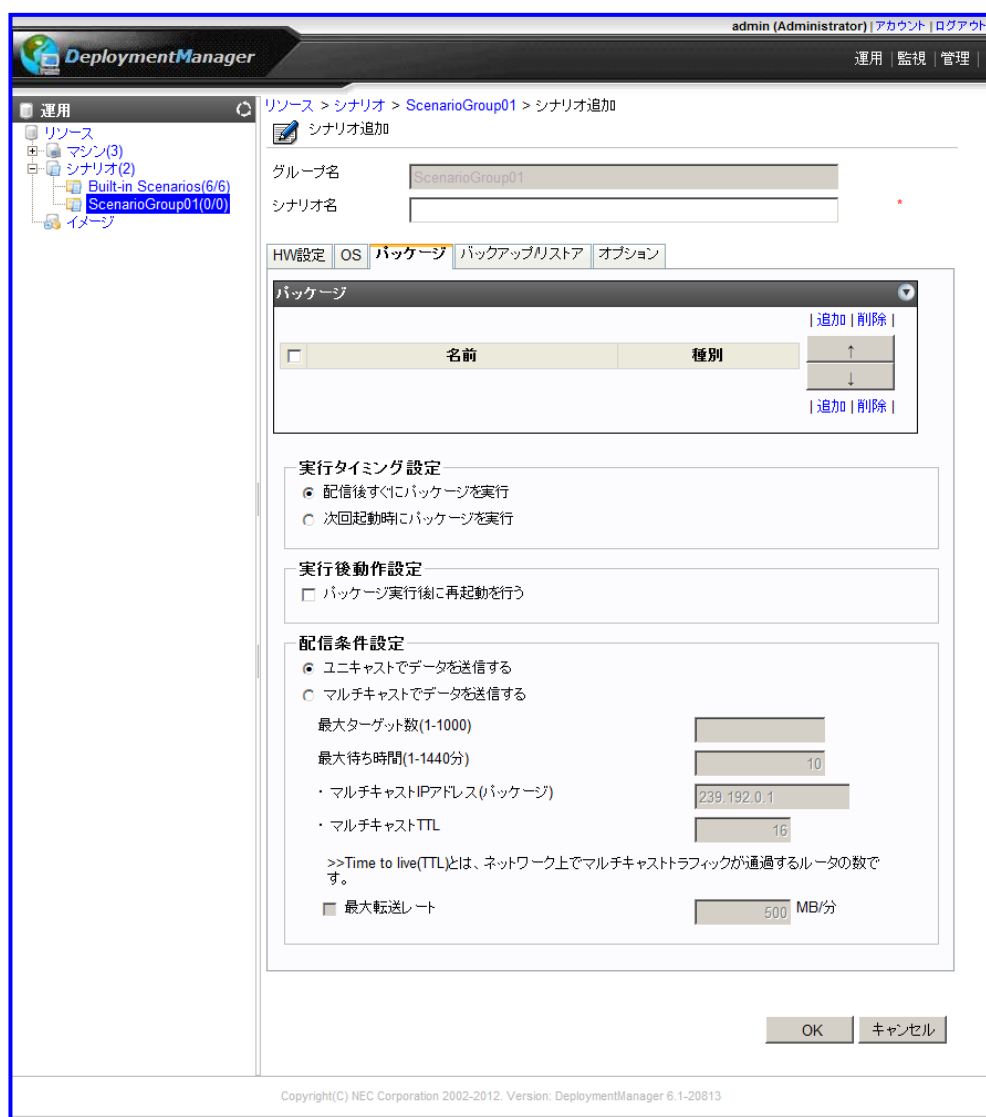 admin (Administrator) | アカウント | ログアウト
DeploymentManager
運用 | 監視 | 管理 |
運用
リソース
マシン(3)
シナリオ(2)
Built-in Scenarios(6/6)
ScenarioGroup01(0/0)
イメージ
リソース > シナリオ > ScenarioGroup01 > シナリオ追加
シナリオ追加
グループ名 ScenarioGroup01
シナリオ名 *
HW設定 OS パッケージ バックアップ/リストア オプション
パッケージ
| 追加 | 削除 |
名前 種別 ↑
↓
| 追加 | 削除 |
実行タイミング設定
配信後すぐにパッケージを実行
次回起動時にパッケージを実行
実行後動作設定
パッケージ実行後に再起動を行う
配信条件設定
ユニキャストでデータを送信する
マルチキャストでデータを送信する
最大ターゲット数(1-1000)
最大待ち時間(1-1440分) 10
・マルチキャストIPアドレス(パッケージ) 239.192.0.1
・マルチキャストTTL 16
>>Time to live(TTL)とは、ネットワーク上でマルチキャストトラフィックが通過するルータの数で
す。
最大転送レート 500 MB/分
OK キャンセル
Copyright(C) NEC Corporation 2002-2012. Version: DeploymentManager 6.1-20813